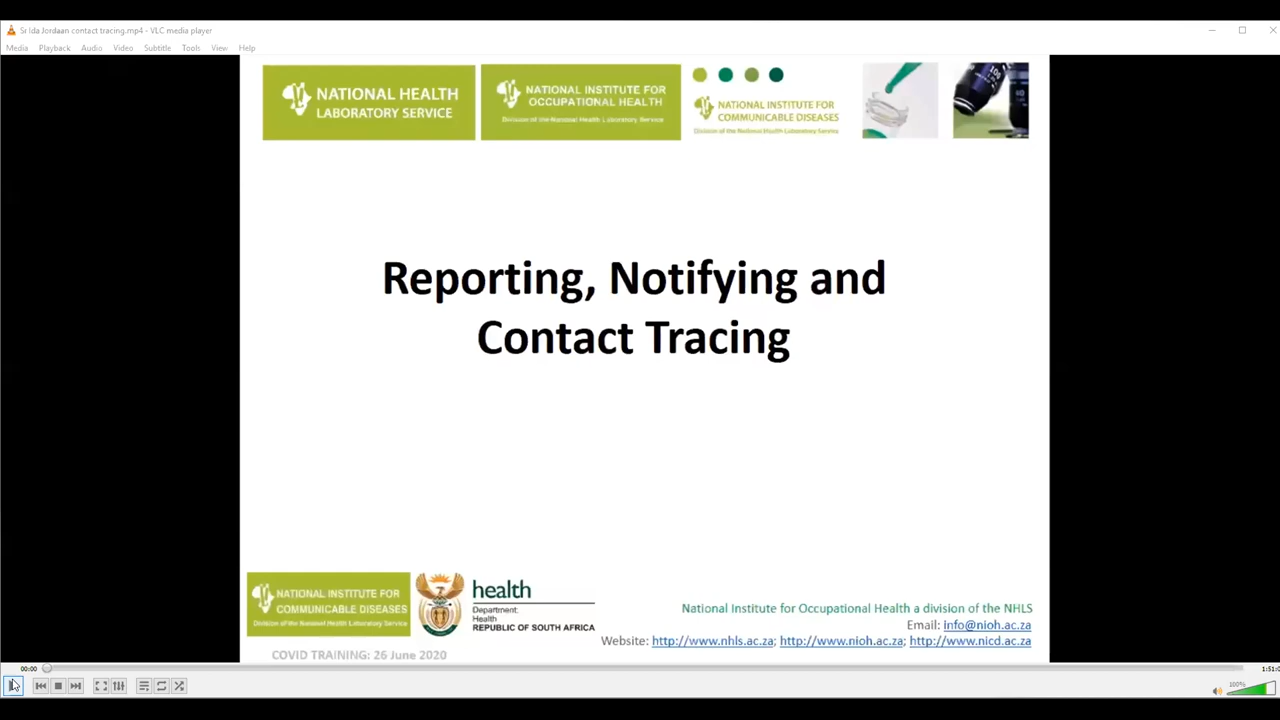 Sr Ida Jordaan contact tracing.mp4 - VLC media player
Media Playback Audio Video Subtitle Tools View Help
NATIONAL HEALTH
LABORATORY SERVICE
NATIONAL INSTITUTE FOR
OCCUPATIONAL HEALTH
Division of the National Health Laboratory Service
NATIONAL INSTITUTE FOR
COMMUNICABLE DISEASES
Division of the National Health Laboratory Service
Reporting, Notifying and
Contact Tracing
NATIONAL INSTITUTE FOR
COMMUNICABLE DISEASES
Division of the National Health Laboratory Service
health
Department:
Health
REPUBLIC OF SOUTH AFRICA
National Institute for Occupational Health a division of the NHLS
Email: info@nioh.ac.za
Website: http://www.nhls.ac.za; http://www.nioh.ac.za; http://www.nicd.ac.za
COVID TRAINING: 26 June 2020
00:00
100%